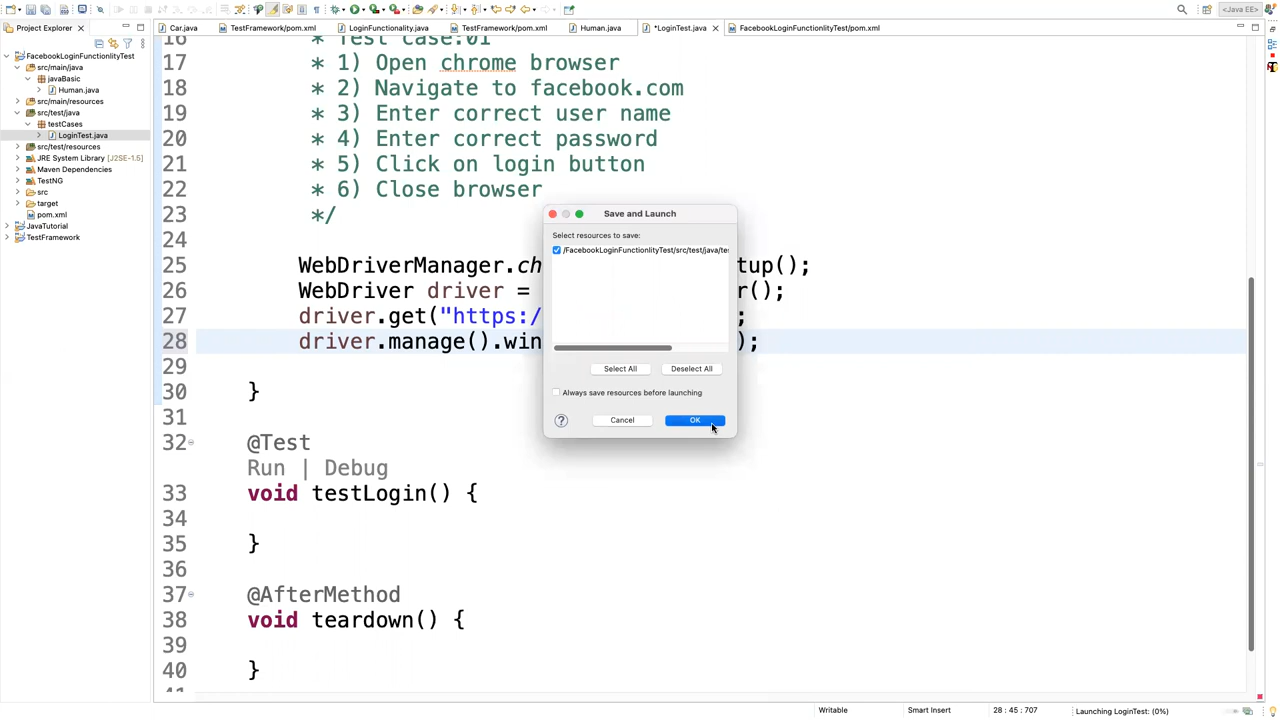 <Java EE>
Project Explorer
Car.java
TestFramework/pom.xml
LoginFunctionality.java
TestFramework/pom.xml
Human.java
*LoginTest.java
FacebookLoginFunctionlityTest/pom.xml
FacebookLoginFunctionlityTest
src/main/java
javaBasic
Human.java
src/main/resources
src/test/java
testCases
LoginTest.java
src/test/resources
JRE System Library [J2SE-1.5]
Maven Dependencies
TestNG
src
target
pom.xml
JavaTutorial
TestFramework
16 * Test case:01
17 * 1) Open chrome browser
18 * 2) Navigate to facebook.com
19 * 3) Enter correct user name
20 * 4) Enter correct password
21 * 5) Click on login button
22 * 6) Close browser
23 */
24
25 WebDriverManager.ch tup();
26 WebDriver driver = r();
27 driver.get("https:/ ;
28 driver.manage().win );
29
30 }
31
32 @Test
Run | Debug
33 void testLogin() {
34
35 }
36
37 @AfterMethod
38 void teardown() {
39
40 }
41
Save and Launch
Select resources to save:
/FacebookLoginFunctionlityTest/src/test/java/tes
Select All
Deselect All
Always save resources before launching
?
Cancel
OK
Writable
Smart Insert
28 : 45 : 707
Launching LoginTest: (0%)